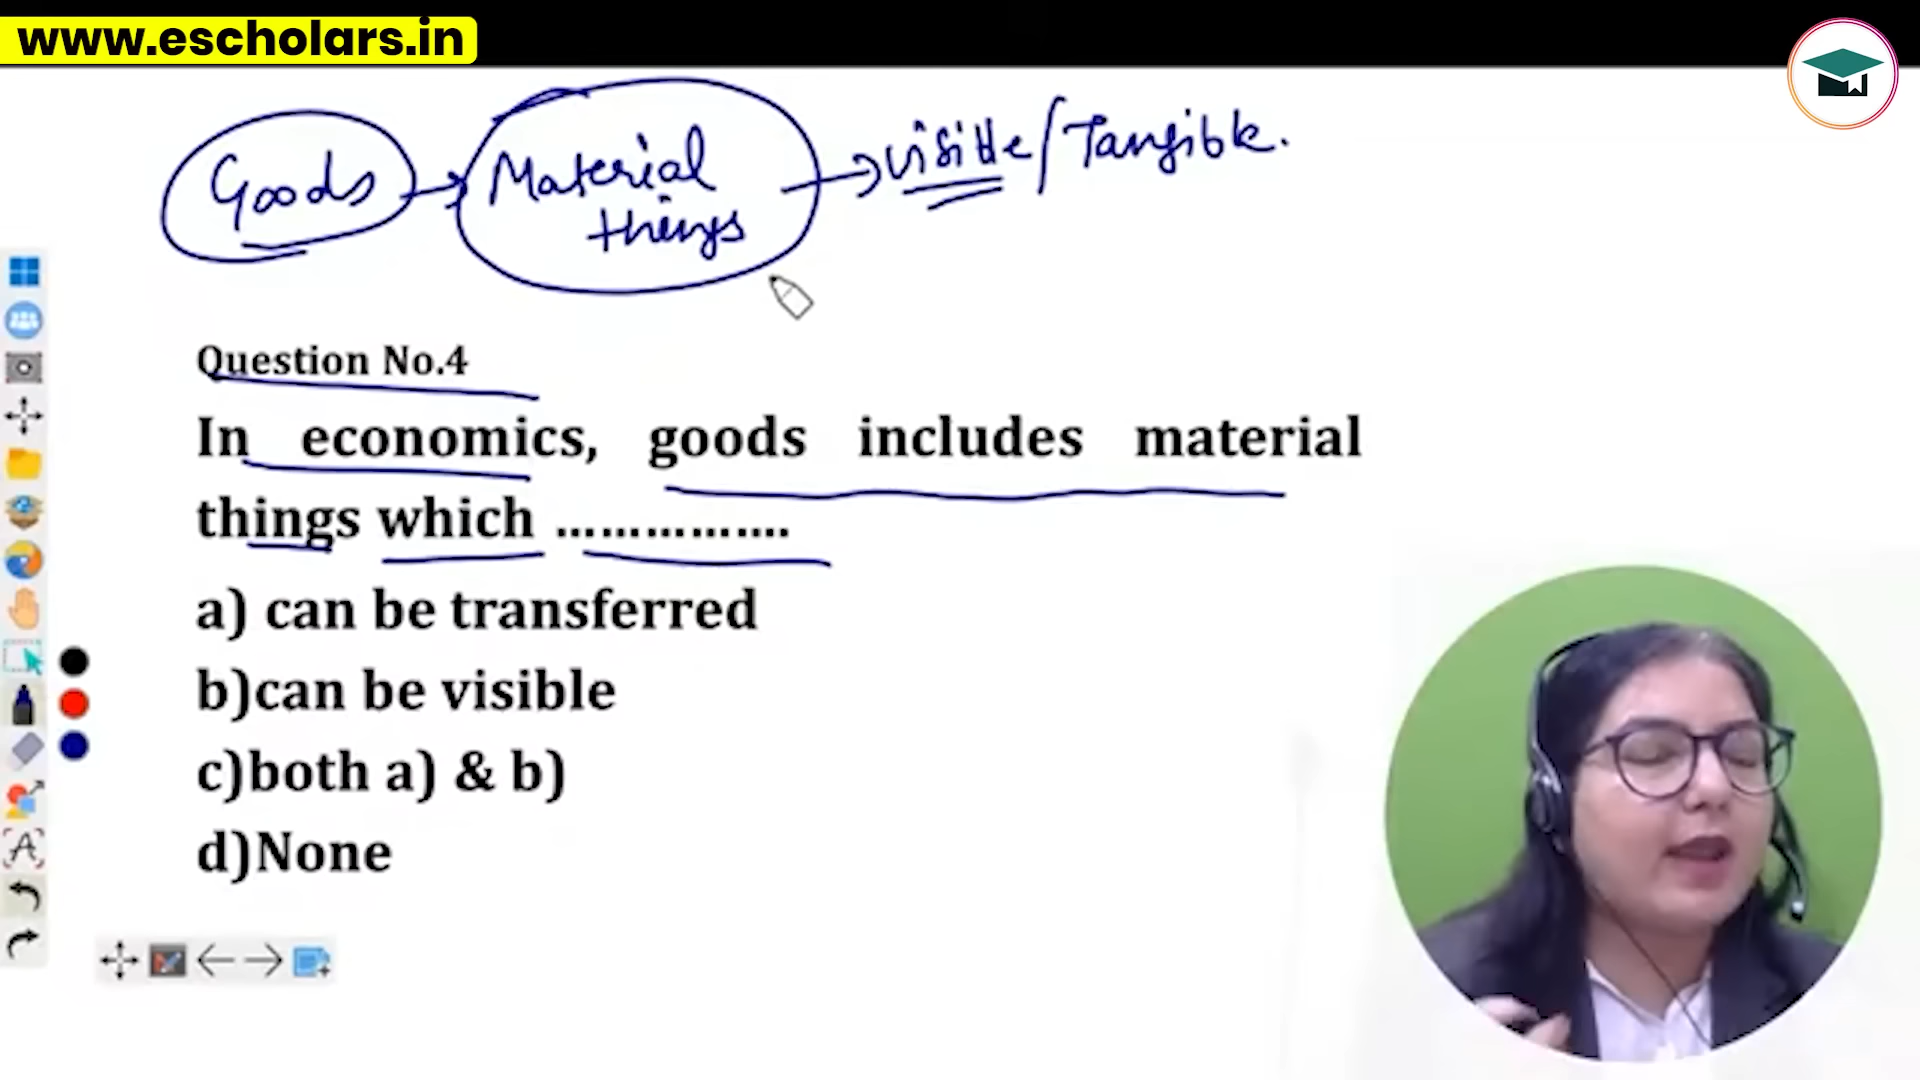 www.escholars.in
Goods → Material → visible/Tangible.
things
Question No.4
In economics, goods includes material
things which ................
a) can be transferred
b)can be visible
c)both a) & b)
d)None